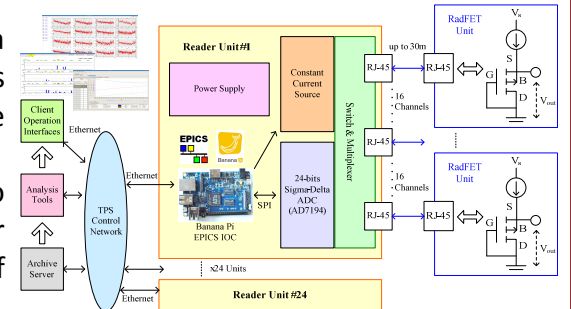 Client
Operation
Interfaces
Ethernet
Analysis
Tools
Archive
Server
TPS
Control
Network
Ethernet
Ethernet
Reader Unit #1
Power Supply
EPICS
Banana Pi
Banana Pi
EPICS IOC
SPI
Constant
Current
Source
24-bits
Sigma-Delta
ADC
(AD7194)
Switch & Multiplexer
x24 Units
Reader Unit #24
RJ-45
RJ-45
RJ-45
up to 30m
16
Channels
16
Channels
RJ-45
RJ-45
RadFET
Unit
Vs
S
G
B
D
Vout
RadFET
Unit
Vs
S
G
B
D
Vout